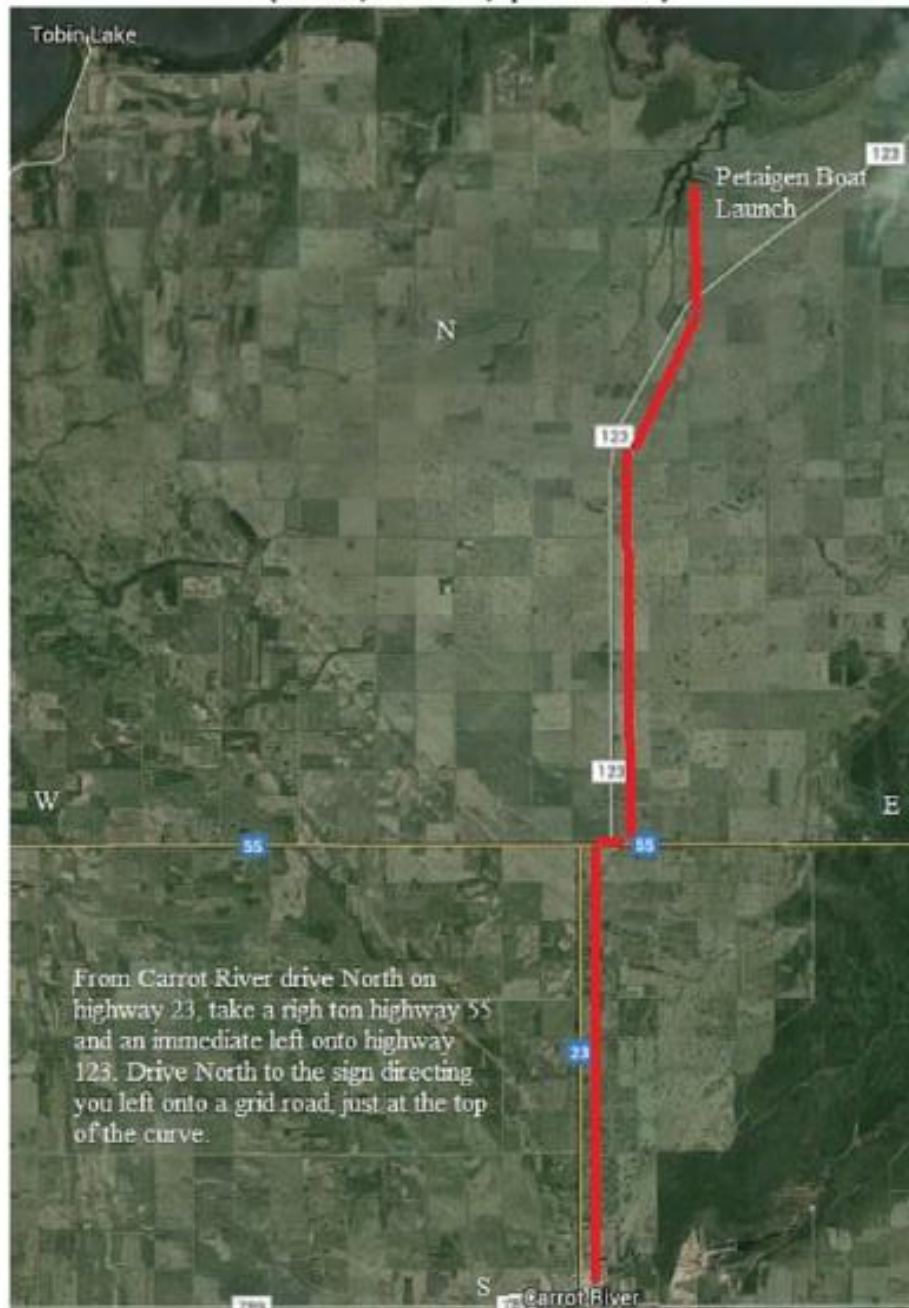 Tobin Lake
123
Petaigen Boat
Launch
N
123
123
W
E
55
55
From Carrot River drive North on
highway 23, take a righ ton highway 55
and an immediate left onto highway
123. Drive North to the sign directing
you left onto a grid road, just at the top
of the curve.
23
S
Carrot River